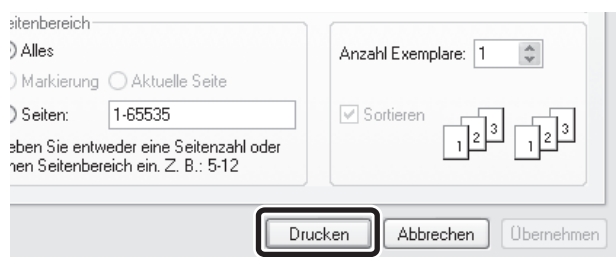 eitenbereich
Alles
Markierung Aktuelle Seite
Seiten: 1-65535
eben Sie entweder eine Seitenzahl oder
nen Seitenbereich ein. Z. B.: 5-12
Anzahl Exemplare: 1
Sortieren
1 2 3 1 2 3
Drucken Abbrechen Übernehmen